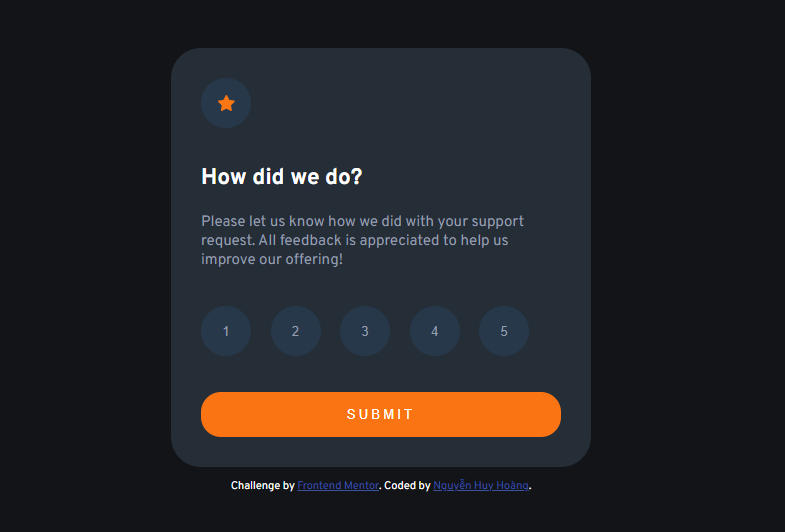 How did we do?
Please let us know how we did with your support
request. All feedback is appreciated to help us
improve our offering!
1 2 3 4 5
SUBMIT
Challenge by Frontend Mentor. Coded by Nguyễn Huy Hoàng.